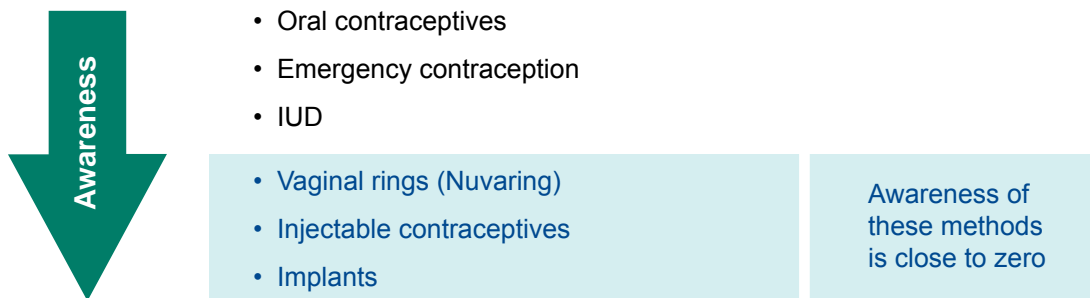 Awareness
• Oral contraceptives
• Emergency contraception
• IUD
• Vaginal rings (Nuvaring)
• Injectable contraceptives
• Implants
Awareness of
these methods
is close to zero